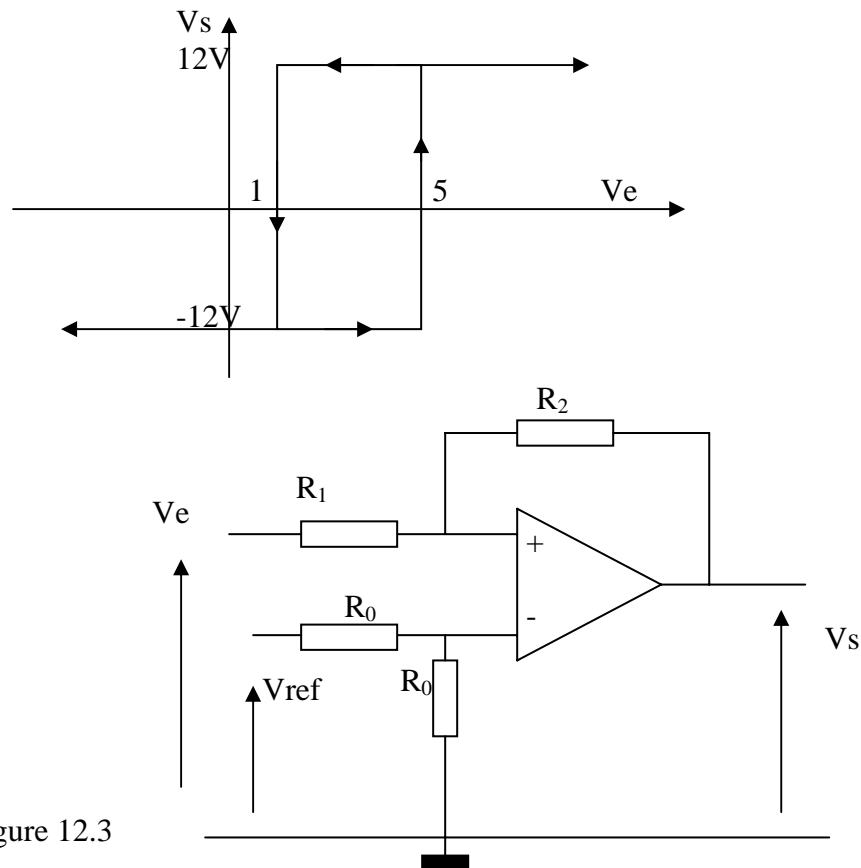 Vs
12V
1
5
Ve
-12V
R₂
R₁
Ve
+
R₀
-
Vs
R₀
Vref
gure 12.3